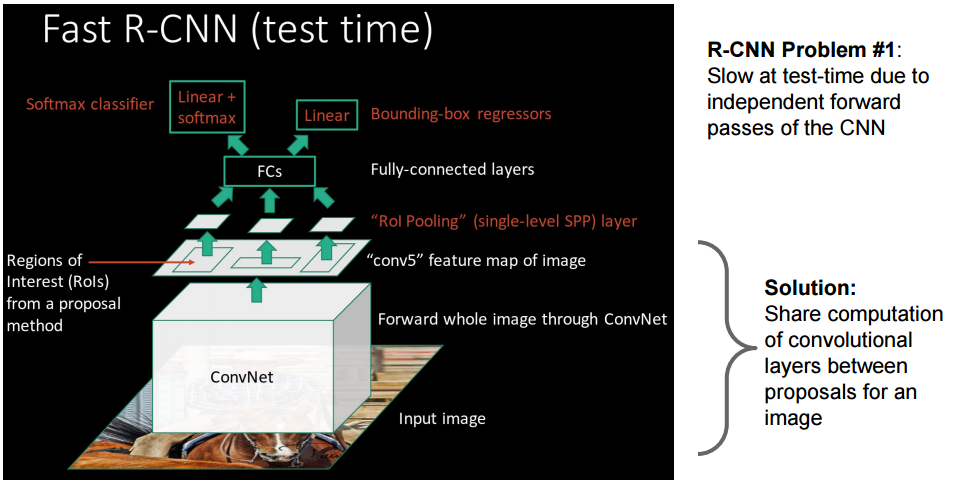 Fast R-CNN (test time)
R-CNN Problem #1:
Slow at test-time due to
independent forward
passes of the CNN
Softmax classifier
Linear +
softmax
Linear
Bounding-box regressors
FCs
Fully-connected layers
“RoI Pooling” (single-level SPP) layer
Regions of
Interest (RoIs)
from a proposal
method
“conv5” feature map of image
Forward whole image through ConvNet
ConvNet
Input image
Solution:
Share computation
of convolutional
layers between
proposals for an
image